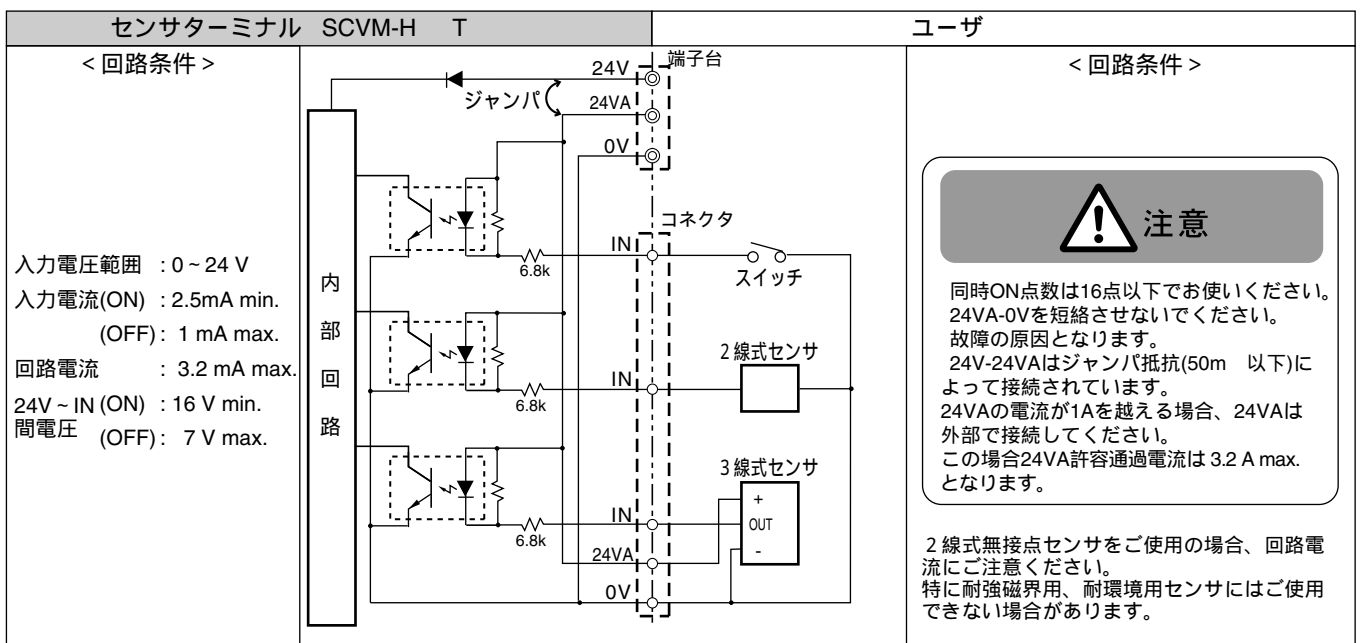 センサターミナル SCVM-H T
ユーザ
<回路条件>
入力電圧範囲 : 0~24 V
入力電流(ON) : 2.5mA min.
(OFF) : 1 mA max.
回路電流 : 3.2 mA max.
24V~IN (ON) : 16 V min.
間電圧 (OFF) : 7 V max.
内部回路
24V
端子台
ジャンパ
24VA
0V
コネクタ
IN
6.8k
スイッチ
2線式センサ
IN
6.8k
3線式センサ
+
IN
OUT
6.8k
-
24VA
0V
<回路条件>
注意
同時ON点数は16点以下でお使いください。
24VA-0Vを短絡させないでください。
故障の原因となります。
24V-24VAはジャンパ抵抗(50m 以下)に
よって接続されています。
24VAの電流が1Aを越える場合、24VAは
外部で接続してください。
この場合24VA許容通過電流は 3.2 A max.
となります。
2線式無接点センサをご使用の場合、回路電
流にご注意ください。
特に耐強磁界用、耐環境用センサにはご使用
できない場合があります。